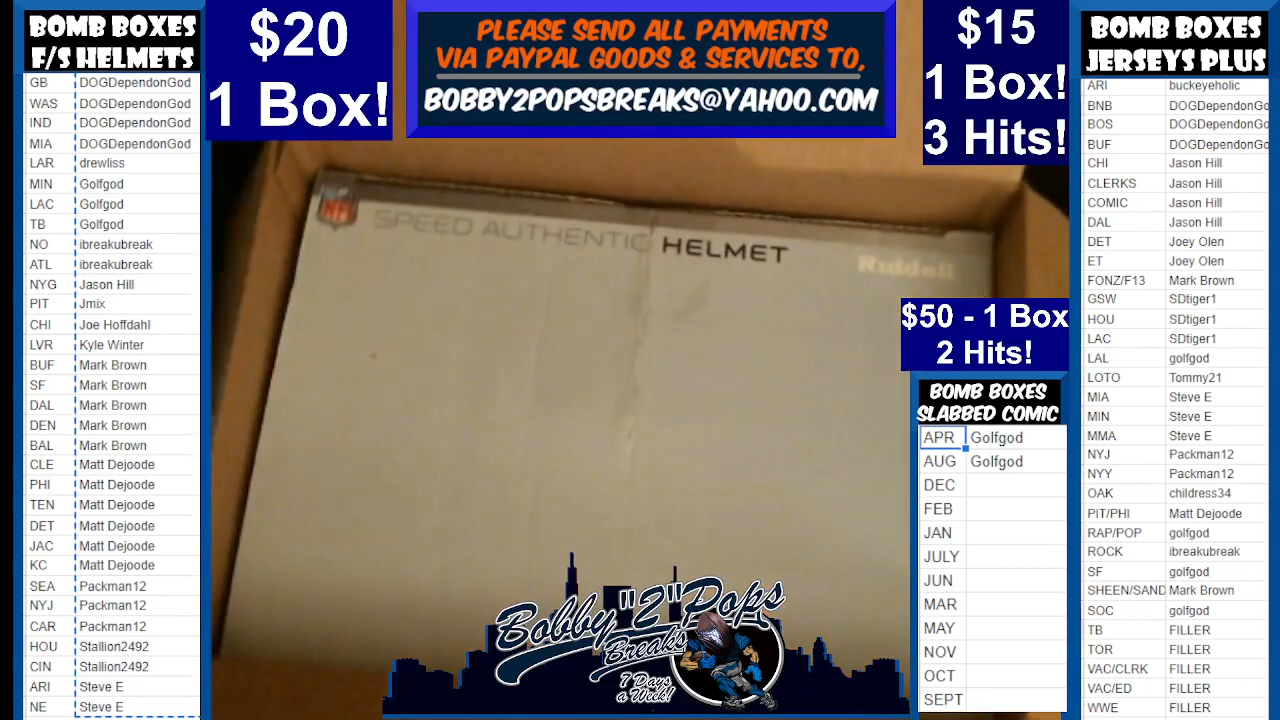 BOMB BOXES
F/S HELMETS
GB DOGDependonGod
WAS DOGDependonGod
IND DOGDependonGod
MIA DOGDependonGod
LAR drewliss
MIN Golfgod
LAC Golfgod
TB Golfgod
NO ibreakubreak
ATL ibreakubreak
NYG Jason Hill
PIT Jmix
CHI Joe Hoffdahl
LVR Kyle Winter
BUF Mark Brown
SF Mark Brown
DAL Mark Brown
DEN Mark Brown
BAL Mark Brown
CLE Matt Dejoode
PHI Matt Dejoode
TEN Matt Dejoode
DET Matt Dejoode
JAC Matt Dejoode
KC Matt Dejoode
SEA Packman12
NYJ Packman12
CAR Packman12
HOU Stallion2492
CIN Stallion2492
ARI Steve E
NE Steve E
$20
1 Box!
PLEASE SEND ALL PAYMENTS
VIA PAYPAL GOODS & SERVICES TO,
BOBBY2POPSBREAKS@YAHOO.COM
NFL
SPEED AUTHENTIC HELMET
Riddell
Bobby "2" Pops
Breaks
7 Days
a Week!
$15
1 Box!
3 Hits!
$50 - 1 Box
2 Hits!
BOMB BOXES
SLABBED COMIC
APR Golfgod
AUG Golfgod
DEC
FEB
JAN
JULY
JUN
MAR
MAY
NOV
OCT
SEPT
BOMB BOXES
JERSEYS PLUS
ARI buckeyeholic
BNB DOGDependonGo
BOS DOGDependonGo
BUF DOGDependonGo
CHI Jason Hill
CLERKS Jason Hill
COMIC Jason Hill
DAL Jason Hill
DET Joey Olen
ET Joey Olen
FONZ/F13 Mark Brown
GSW SDtiger1
HOU SDtiger1
LAC SDtiger1
LAL golfgod
LOTO Tommy21
MIA Steve E
MIN Steve E
MMA Steve E
NYJ Packman12
NYY Packman12
OAK childress34
PIT/PHI Matt Dejoode
RAP/POP golfgod
ROCK ibreakubreak
SF golfgod
SHEEN/SAND Mark Brown
SOC golfgod
TB FILLER
TOR FILLER
VAC/CLRK FILLER
VAC/ED FILLER
WWE FILLER